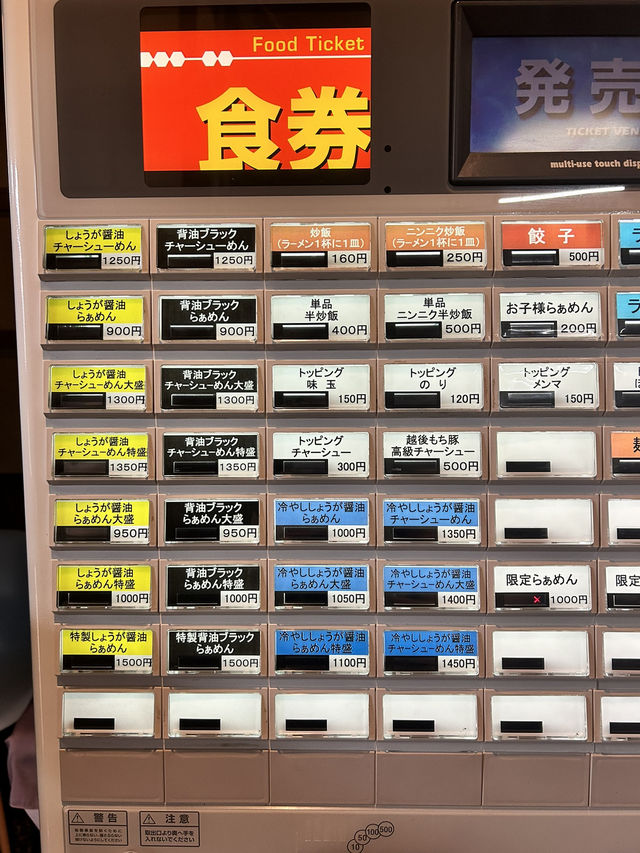 Food Ticket
食券
発売
TICKET VEN
multi-use touch disp
しょうが醤油
チャーシューめん
1250円
背油ブラック
チャーシューめん
1250円
炒飯
(ラーメン1杯に1皿)
160円
ニンニク炒飯
(ラーメン1杯に1皿)
250円
餃子
500円
しょうが醤油
らぁめん
900円
背油ブラック
らぁめん
900円
単品
半炒飯
400円
単品
ニンニク半炒飯
500円
お子様らぁめん
200円
しょうが醤油
チャーシューめん大盛
1300円
背油ブラック
チャーシューめん大盛
1300円
トッピング
味玉
150円
トッピング
のり
120円
トッピング
メンマ
150円
しょうが醤油
チャーシューめん特盛
1350円
背油ブラック
チャーシューめん特盛
1350円
トッピング
チャーシュー
300円
越後もち豚
高級チャーシュー
500円
しょうが醤油
らぁめん大盛
950円
背油ブラック
らぁめん大盛
950円
冷やししょうが醤油
らぁめん
1000円
冷やししょうが醤油
チャーシューめん
1350円
しょうが醤油
らぁめん特盛
1000円
背油ブラック
らぁめん特盛
1000円
冷やししょうが醤油
らぁめん大盛
1050円
冷やししょうが醤油
チャーシューめん大盛
1400円
限定らぁめん
1000円
限定
特製しょうが醤油
らぁめん
1500円
特製背油ブラック
らぁめん
1500円
冷やししょうが醤油
らぁめん特盛
1100円
冷やししょうが醤油
チャーシューめん特盛
1450円
警告
注意
取出口より奥へ手を
入れないでください
10 50 100 500